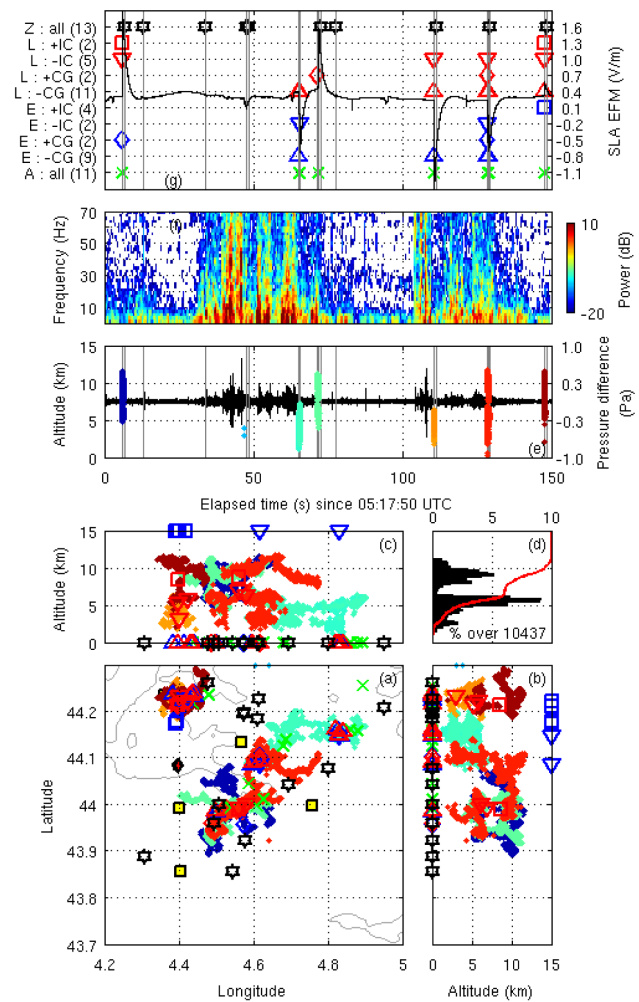 Z : all (13)
L : +IC (2)
L : -IC (5)
L : +CG (2)
L : -CG (11)
E : +IC (4)
E : -IC (2)
E : +CG (2)
E : -CG (9)
A : all (11)
(g)
1.6
1.3
1.0
0.7
0.4
0.1
-0.2
-0.5
-0.8
-1.1
SLA EFM (V/m)
70
50
30
10
Frequency (Hz)
(f)
10
-20
Power (dB)
15
10
5
0
Altitude (km)
1.0
0.3
-0.3
-1.0
Pressure difference
(Pa)
(e)
0 50 100 150
Elapsed time (s) since 05:17:50 UTC
15
10
5
0
Altitude (km)
(c)
0 5 10
(d)
% over 10437
44.2
44.1
44
43.9
43.8
43.7
Latitude
(a)
4.2 4.4 4.6 4.8 5
Longitude
(b)
0 5 10 15
Altitude (km)